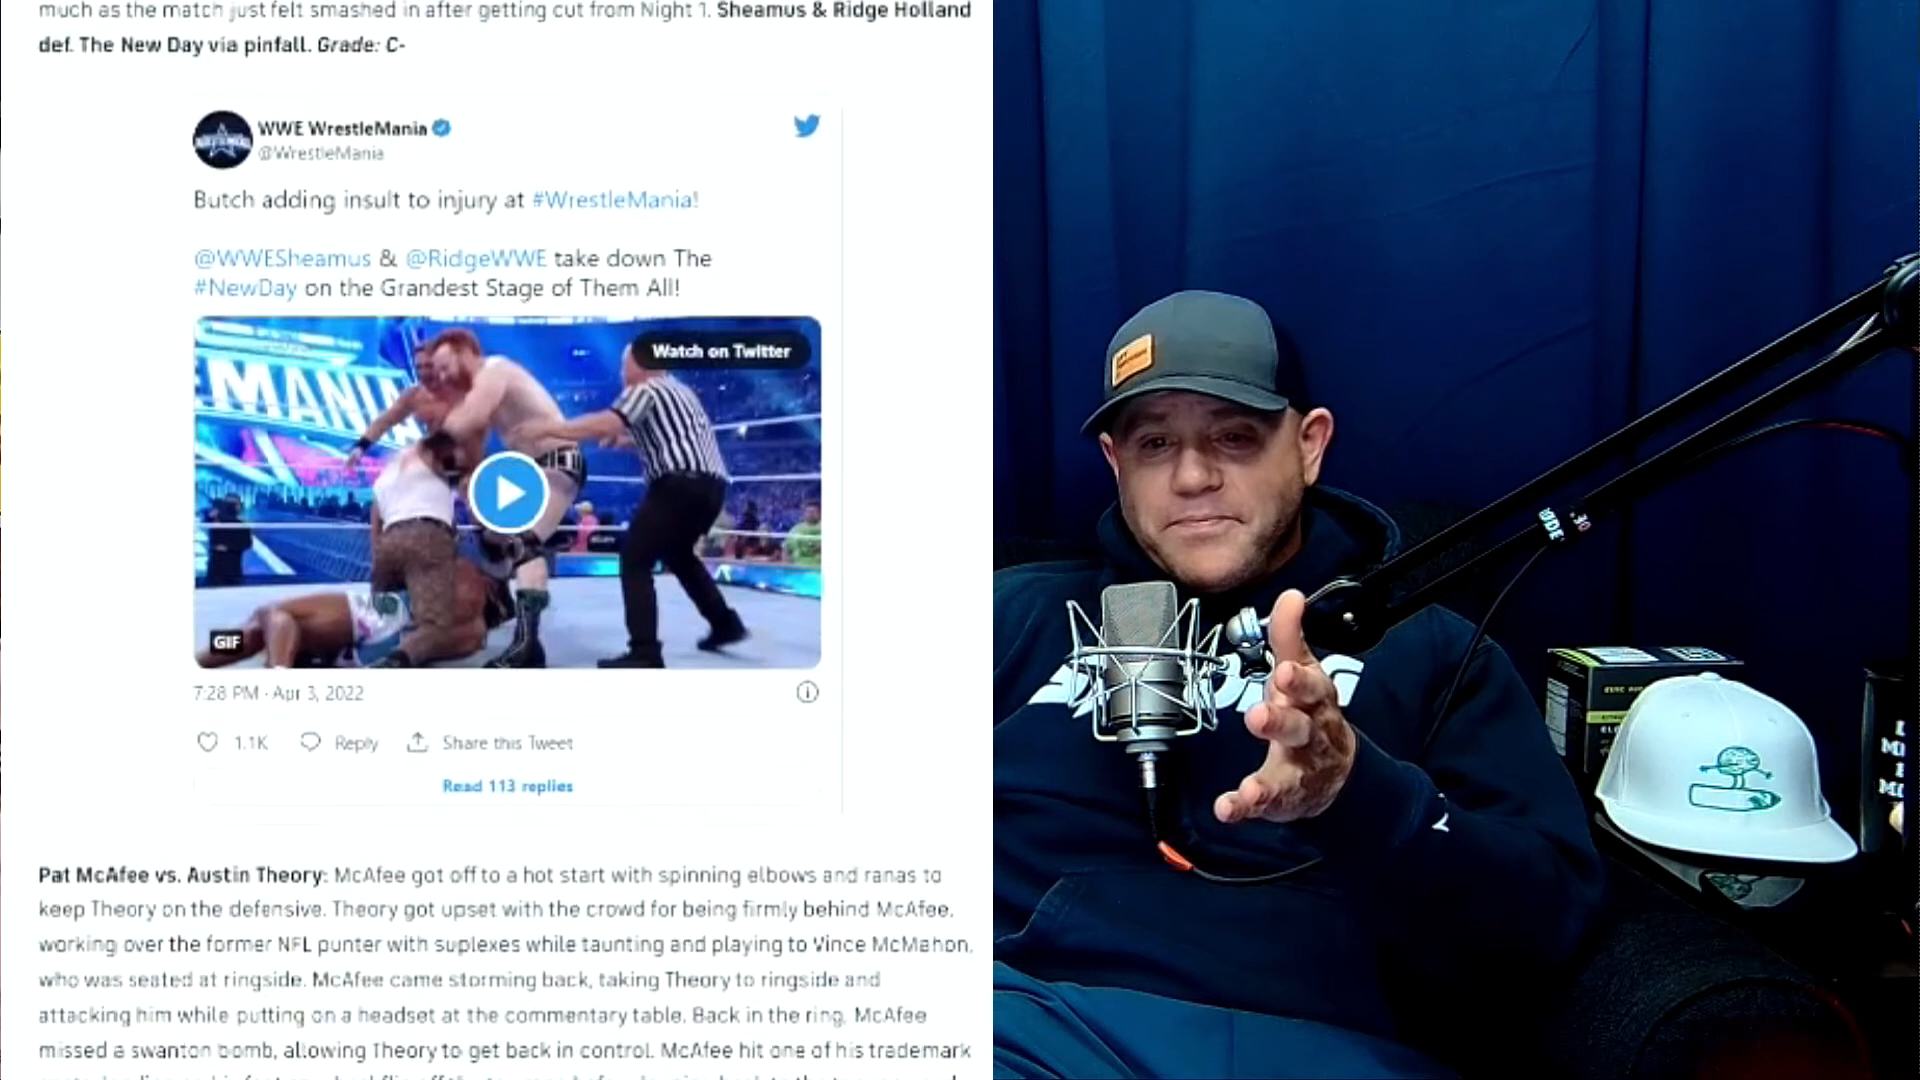 much as the match just felt smashed in after getting cut from Night 1. Sheamus & Ridge Holland
def. The New Day via pinfall. Grade: C-
WWE WrestleMania
@WrestleMania
Butch adding insult to injury at #WrestleMania!
@WWESheamus & @RidgeWWE take down The
#NewDay on the Grandest Stage of Them All!
Watch on Twitter
EMANIA
GIF
7:28 PM · Apr 3, 2022
1.1K Reply Share this Tweet
Read 113 replies
Pat McAfee vs. Austin Theory: McAfee got off to a hot start with spinning elbows and ranas to
keep Theory on the defensive. Theory got upset with the crowd for being firmly behind McAfee,
working over the former NFL punter with suplexes while taunting and playing to Vince McMahon,
who was seated at ringside. McAfee came storming back, taking Theory to ringside and
attacking him while putting on a headset at the commentary table. Back in the ring, McAfee
missed a swanton bomb, allowing Theory to get back in control. McAfee hit one of his trademark